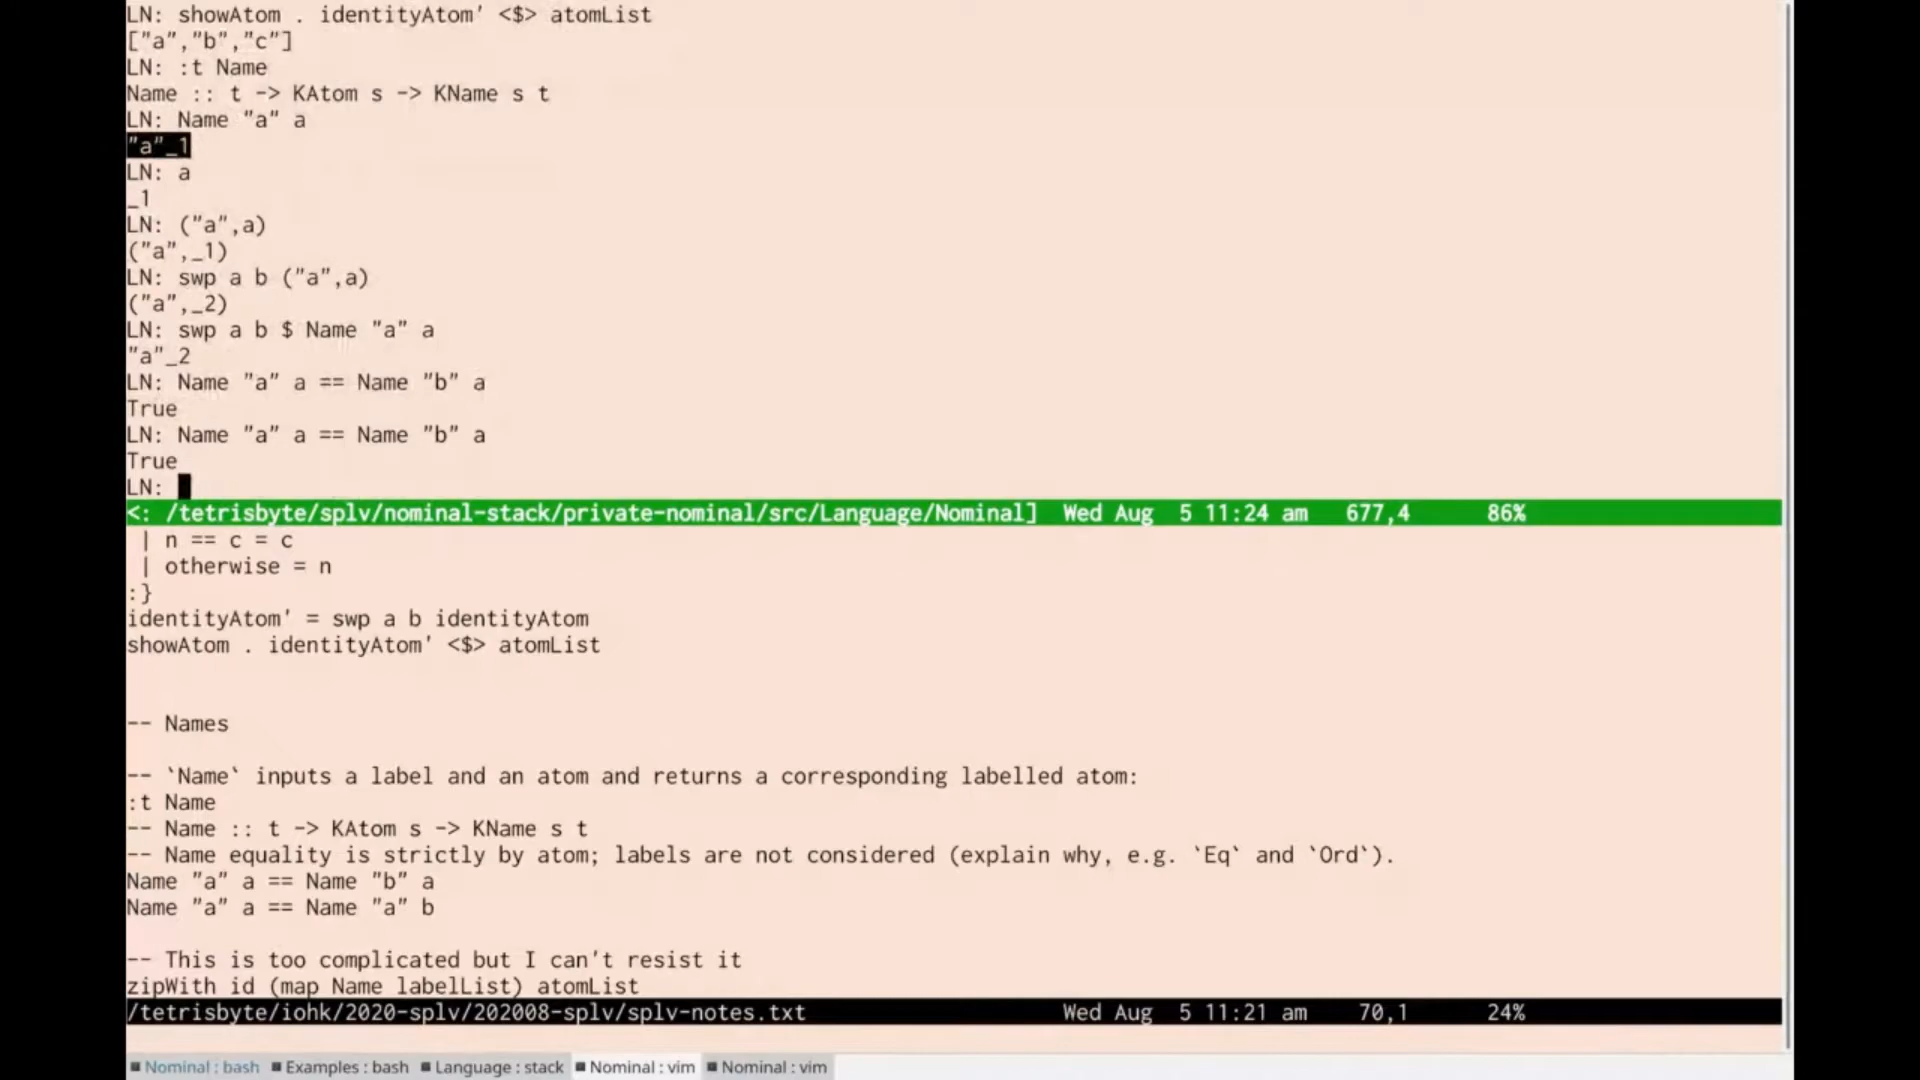 LN: showAtom . identityAtom' <$> atomList
["a","b","c"]
LN: :t Name
Name :: t -> KAtom s -> KName s t
LN: Name "a" a
"a"_1
LN: a
_1
LN: ("a",a)
("a",_1)
LN: swp a b ("a",a)
("a",_2)
LN: swp a b $ Name "a" a
"a"_2
LN: Name "a" a == Name "b" a
True
LN: Name "a" a == Name "b" a
True
LN:
<: /tetrisbyte/splv/nominal-stack/private-nominal/src/Language/Nominal]  Wed Aug  5 11:24 am   677,4      86%
 | n == c = c
 | otherwise = n
:}
identityAtom' = swp a b identityAtom
showAtom . identityAtom' <$> atomList
-- Names
-- `Name` inputs a label and an atom and returns a corresponding labelled atom:
:t Name
-- Name :: t -> KAtom s -> KName s t
-- Name equality is strictly by atom; labels are not considered (explain why, e.g. `Eq` and `Ord`).
Name "a" a == Name "b" a
Name "a" a == Name "a" b
-- This is too complicated but I can't resist it
zipWith id (map Name labelList) atomList
/tetrisbyte/iohk/2020-splv/202008-splv/splv-notes.txt                    Wed Aug  5 11:21 am    70,1      24%
Nominal : bash Examples : bash Language : stack Nominal : vim Nominal : vim